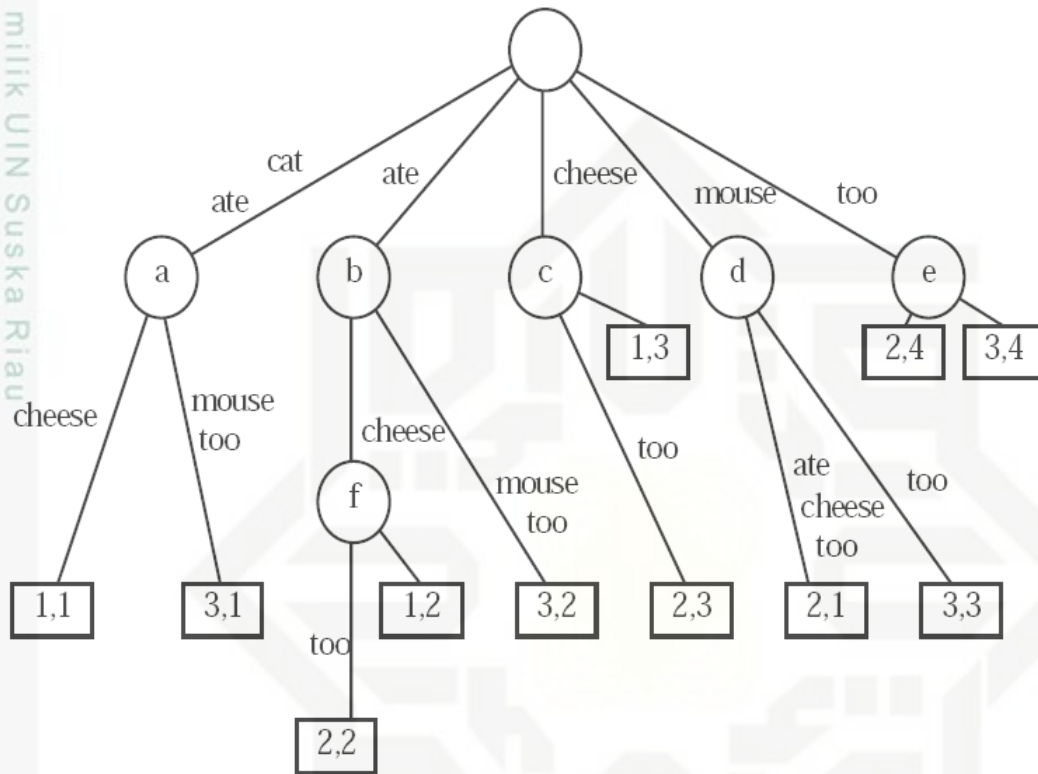 milik UIN Suska Riau
cat
ate
ate
cheese
mouse
too
a
b
c
d
e
1,3
2,4
3,4
cheese
mouse
too
cheese
mouse
too
too
ate
cheese
too
too
f
1,1
3,1
1,2
3,2
2,3
2,1
3,3
too
2,2